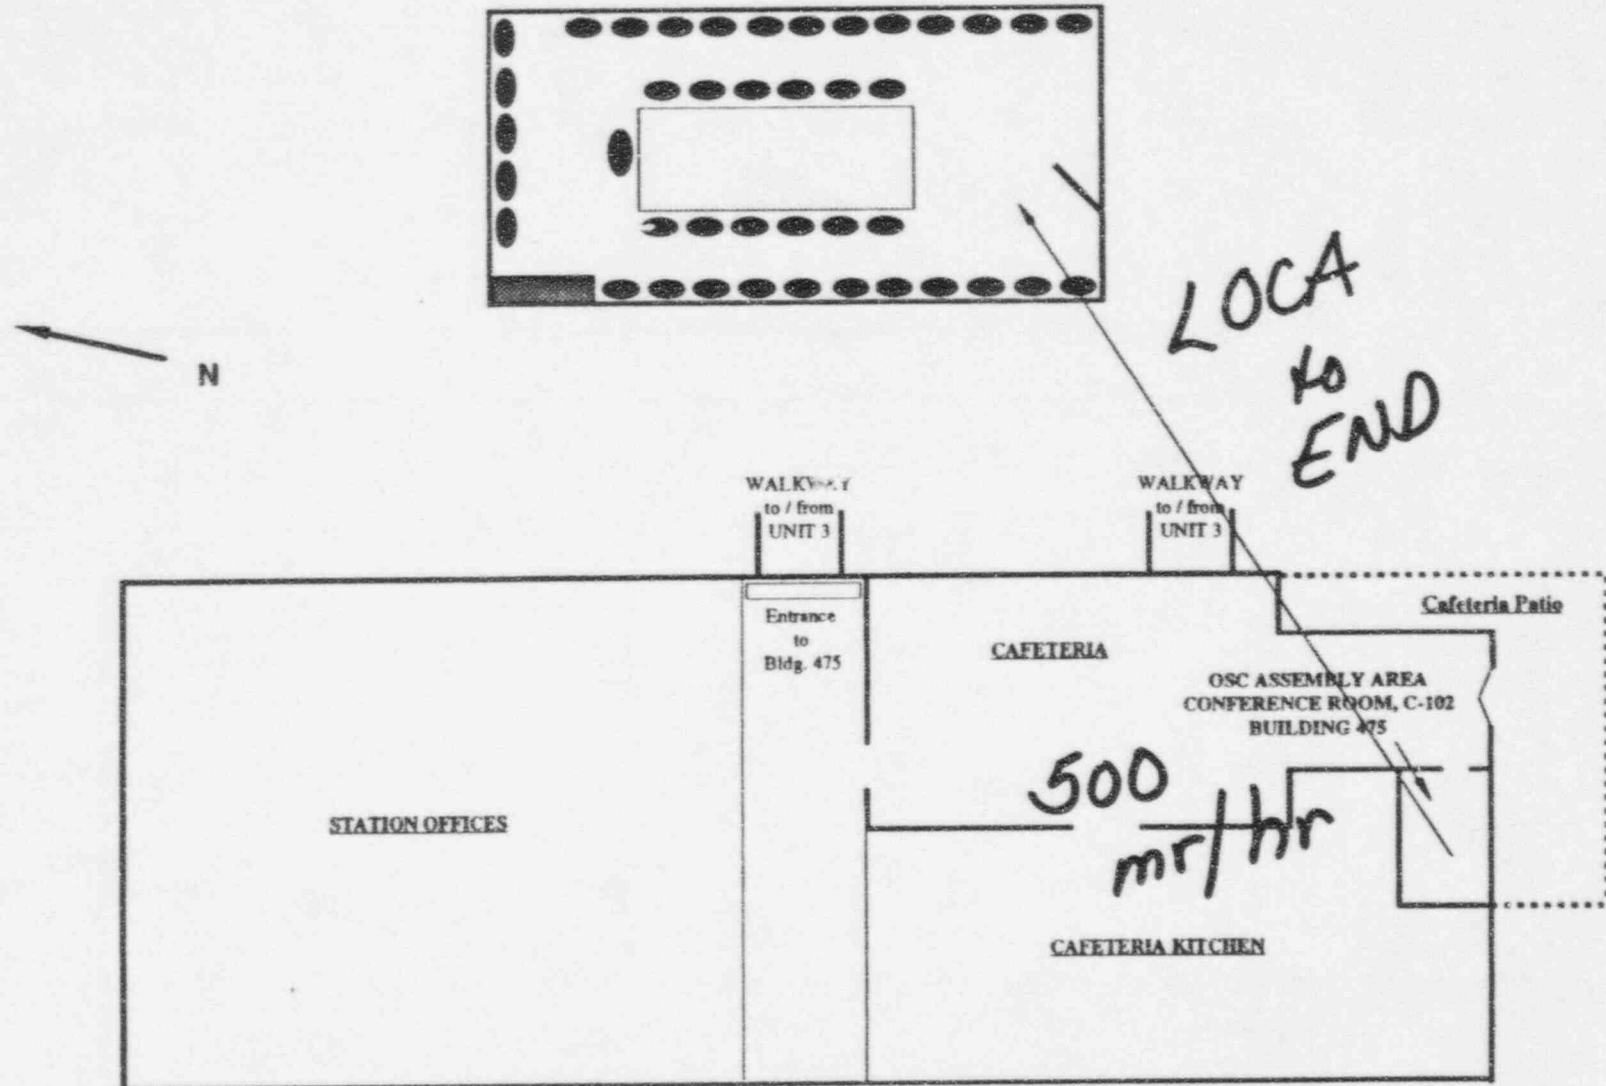 LOCA
to
END
N
WALKWAY
to / from
UNIT 3
WALKWAY
to / from
UNIT 3
Entrance
to
Bldg. 475
Cafeteria Patio
CAFETERIA
OSC ASSEMBLY AREA
CONFERENCE ROOM, C-102
BUILDING 475
500
mr/hr
STATION OFFICES
CAFETERIA KITCHEN